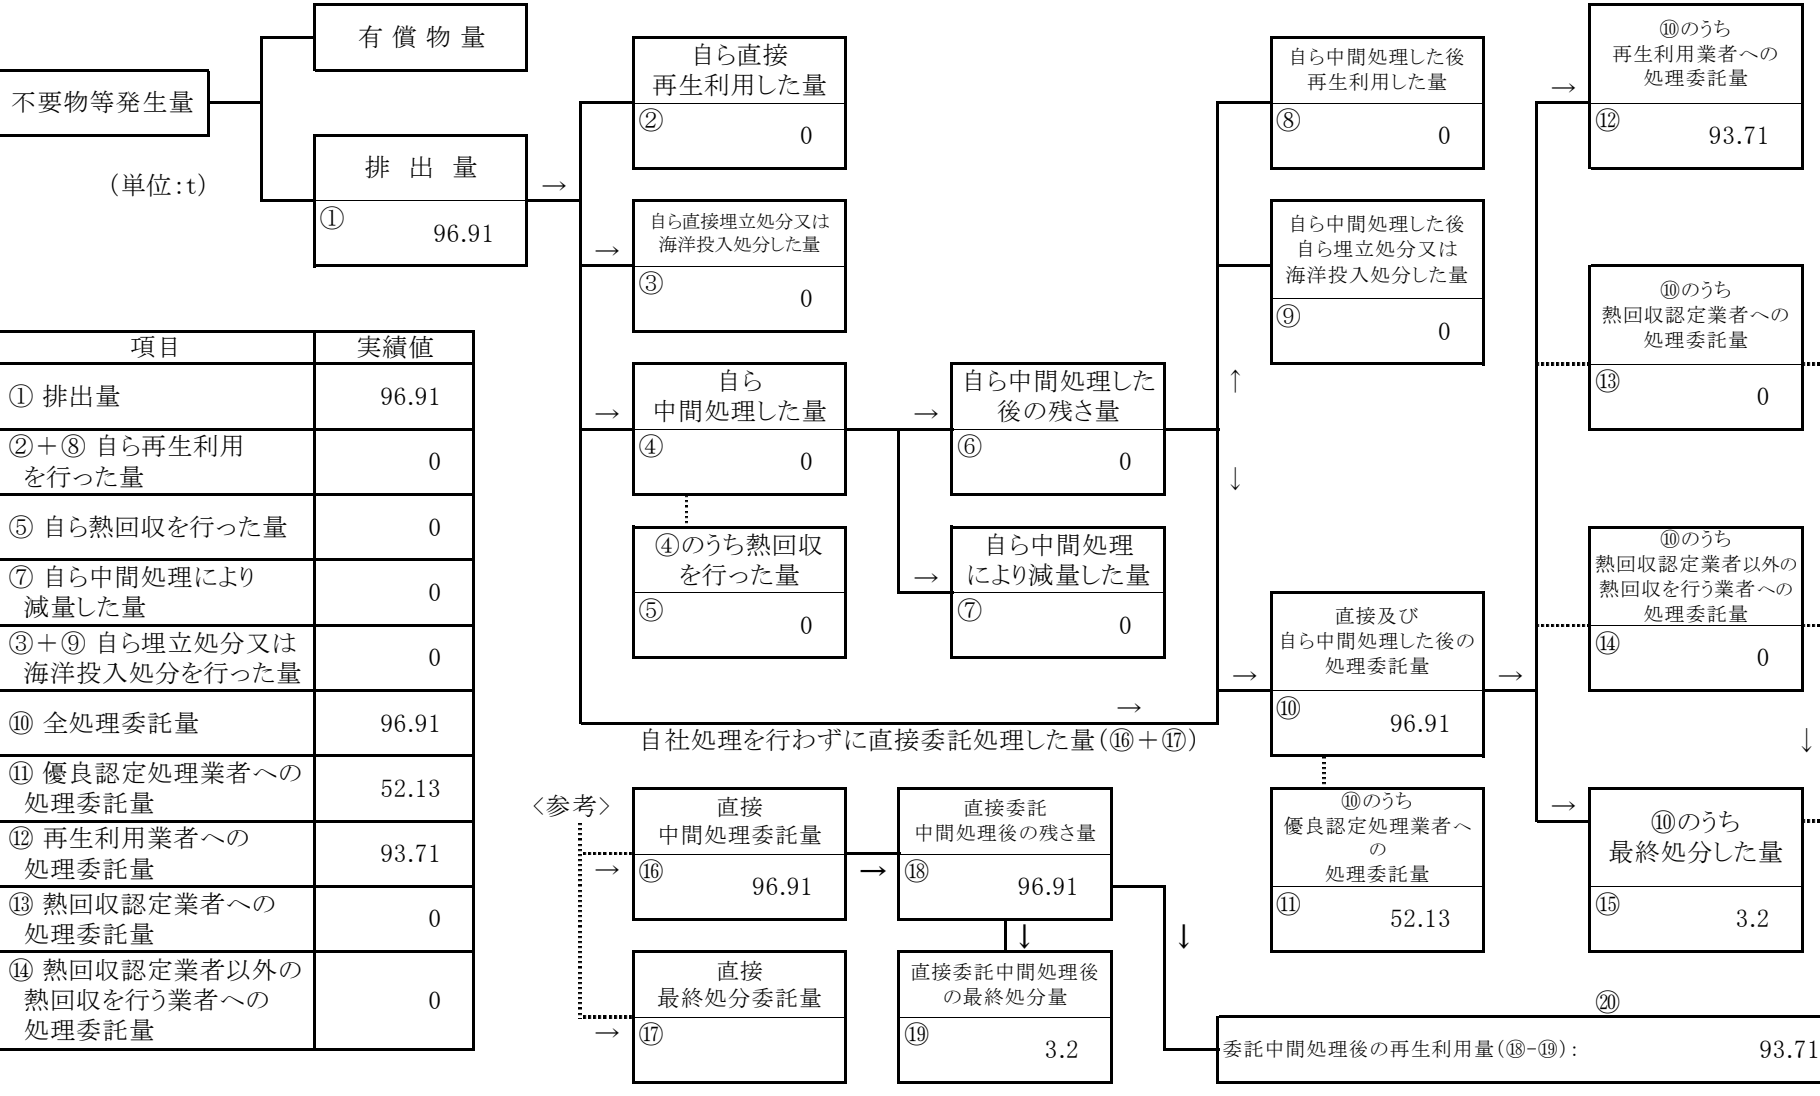 有 償 物 量
不要物等発生量
排 出 量
(単位:t)
① 96.91
自ら直接
再生利用した量
② 0
自ら直接埋立処分又は
海洋投入処分した量
③ 0
自ら
中間処理した量
④ 0
④のうち熱回収
を行った量
⑤ 0
自ら中間処理した
後の残さ量
⑥ 0
自ら中間処理
により減量した量
⑦ 0
自ら中間処理した後
再生利用した量
⑧ 0
自ら中間処理した後
自ら埋立処分又は
海洋投入処分した量
⑨ 0
直接及び
自ら中間処理した後の
処理委託量
⑩ 96.91
⑩のうち
優良認定処理業者へ
の
処理委託量
⑪ 52.13
⑩のうち
再生利用業者への
処理委託量
⑫ 93.71
⑩のうち
熱回収認定業者への
処理委託量
⑬ 0
⑩のうち
熱回収認定業者以外の
熱回収を行う業者への
処理委託量
⑭ 0
⑩のうち
最終処分した量
⑮ 3.2
自社処理を行わずに直接委託処理した量(⑯+⑰)
〈参考〉
直接
中間処理委託量
⑯ 96.91
直接
最終処分委託量
⑰
直接委託
中間処理後の残さ量
⑱ 96.91
直接委託中間処理後
の最終処分量
⑲ 3.2
⑳
委託中間処理後の再生利用量(⑱-⑲): 93.71
項目 実績値
① 排出量 96.91
②+⑧ 自ら再生利用
を行った量 0
⑤ 自ら熱回収を行った量 0
⑦ 自ら中間処理により
減量した量 0
③+⑨ 自ら埋立処分又は
海洋投入処分を行った量 0
⑩ 全処理委託量 96.91
⑪ 優良認定処理業者への
処理委託量 52.13
⑫ 再生利用業者への
処理委託量 93.71
⑬ 熱回収認定業者への
処理委託量 0
⑭ 熱回収認定業者以外の
熱回収を行う業者への
処理委託量 0